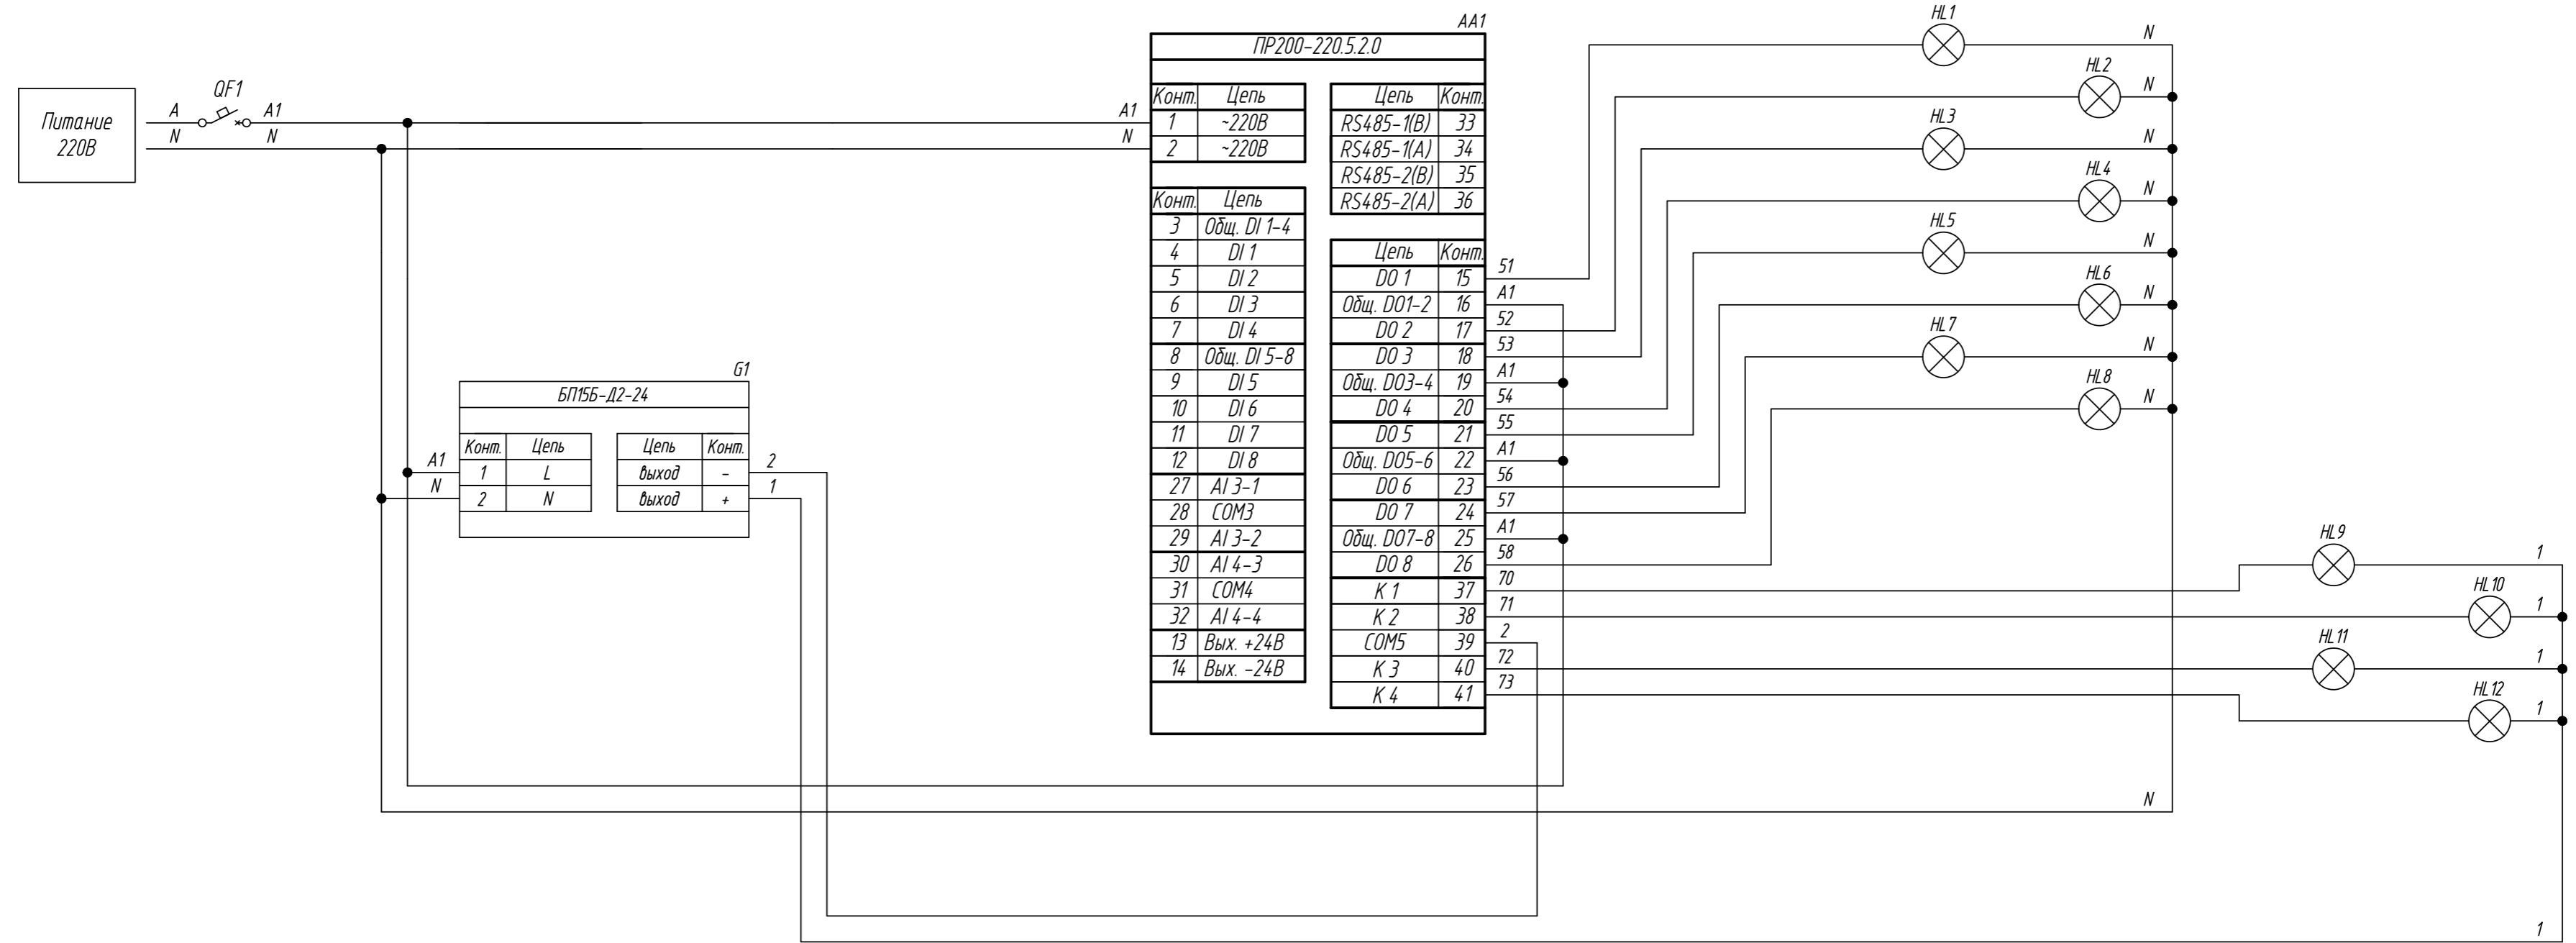 Питание
220В
A
N
QF1
A1
N
A1
N
AA1
ПР200-220.5.2.0
Конт. Цепь
1 ~220В
2 ~220В
Конт. Цепь
3 Общ. DI 1-4
4 DI 1
5 DI 2
6 DI 3
7 DI 4
8 Общ. DI 5-8
9 DI 5
10 DI 6
11 DI 7
12 DI 8
27 AI 3-1
28 COM3
29 AI 3-2
30 AI 4-3
31 COM4
32 AI 4-4
13 Вых. +24В
14 Вых. -24В
Цепь Конт.
RS485-1(B) 33
RS485-1(A) 34
RS485-2(B) 35
RS485-2(A) 36
Цепь Конт.
DO 1 15 51
Общ. DO1-2 16 A1
DO 2 17 52
DO 3 18 53
Общ. DO3-4 19 A1
DO 4 20 54
DO 5 21 55
Общ. DO5-6 22 A1
DO 6 23 56
DO 7 24 57
Общ. DO7-8 25 A1
DO 8 26 58
K 1 37 70
K 2 38 71
COM5 39 2
K 3 40 72
K 4 41 73
G1
БП15Б-Д2-24
Конт. Цепь Цепь Конт.
A1 1 L выход - 2
N 2 N выход + 1
HL1 N
HL2 N
HL3 N
HL4 N
HL5 N
HL6 N
HL7 N
HL8 N
HL9 1
HL10 1
HL11 1
HL12 1
N
1